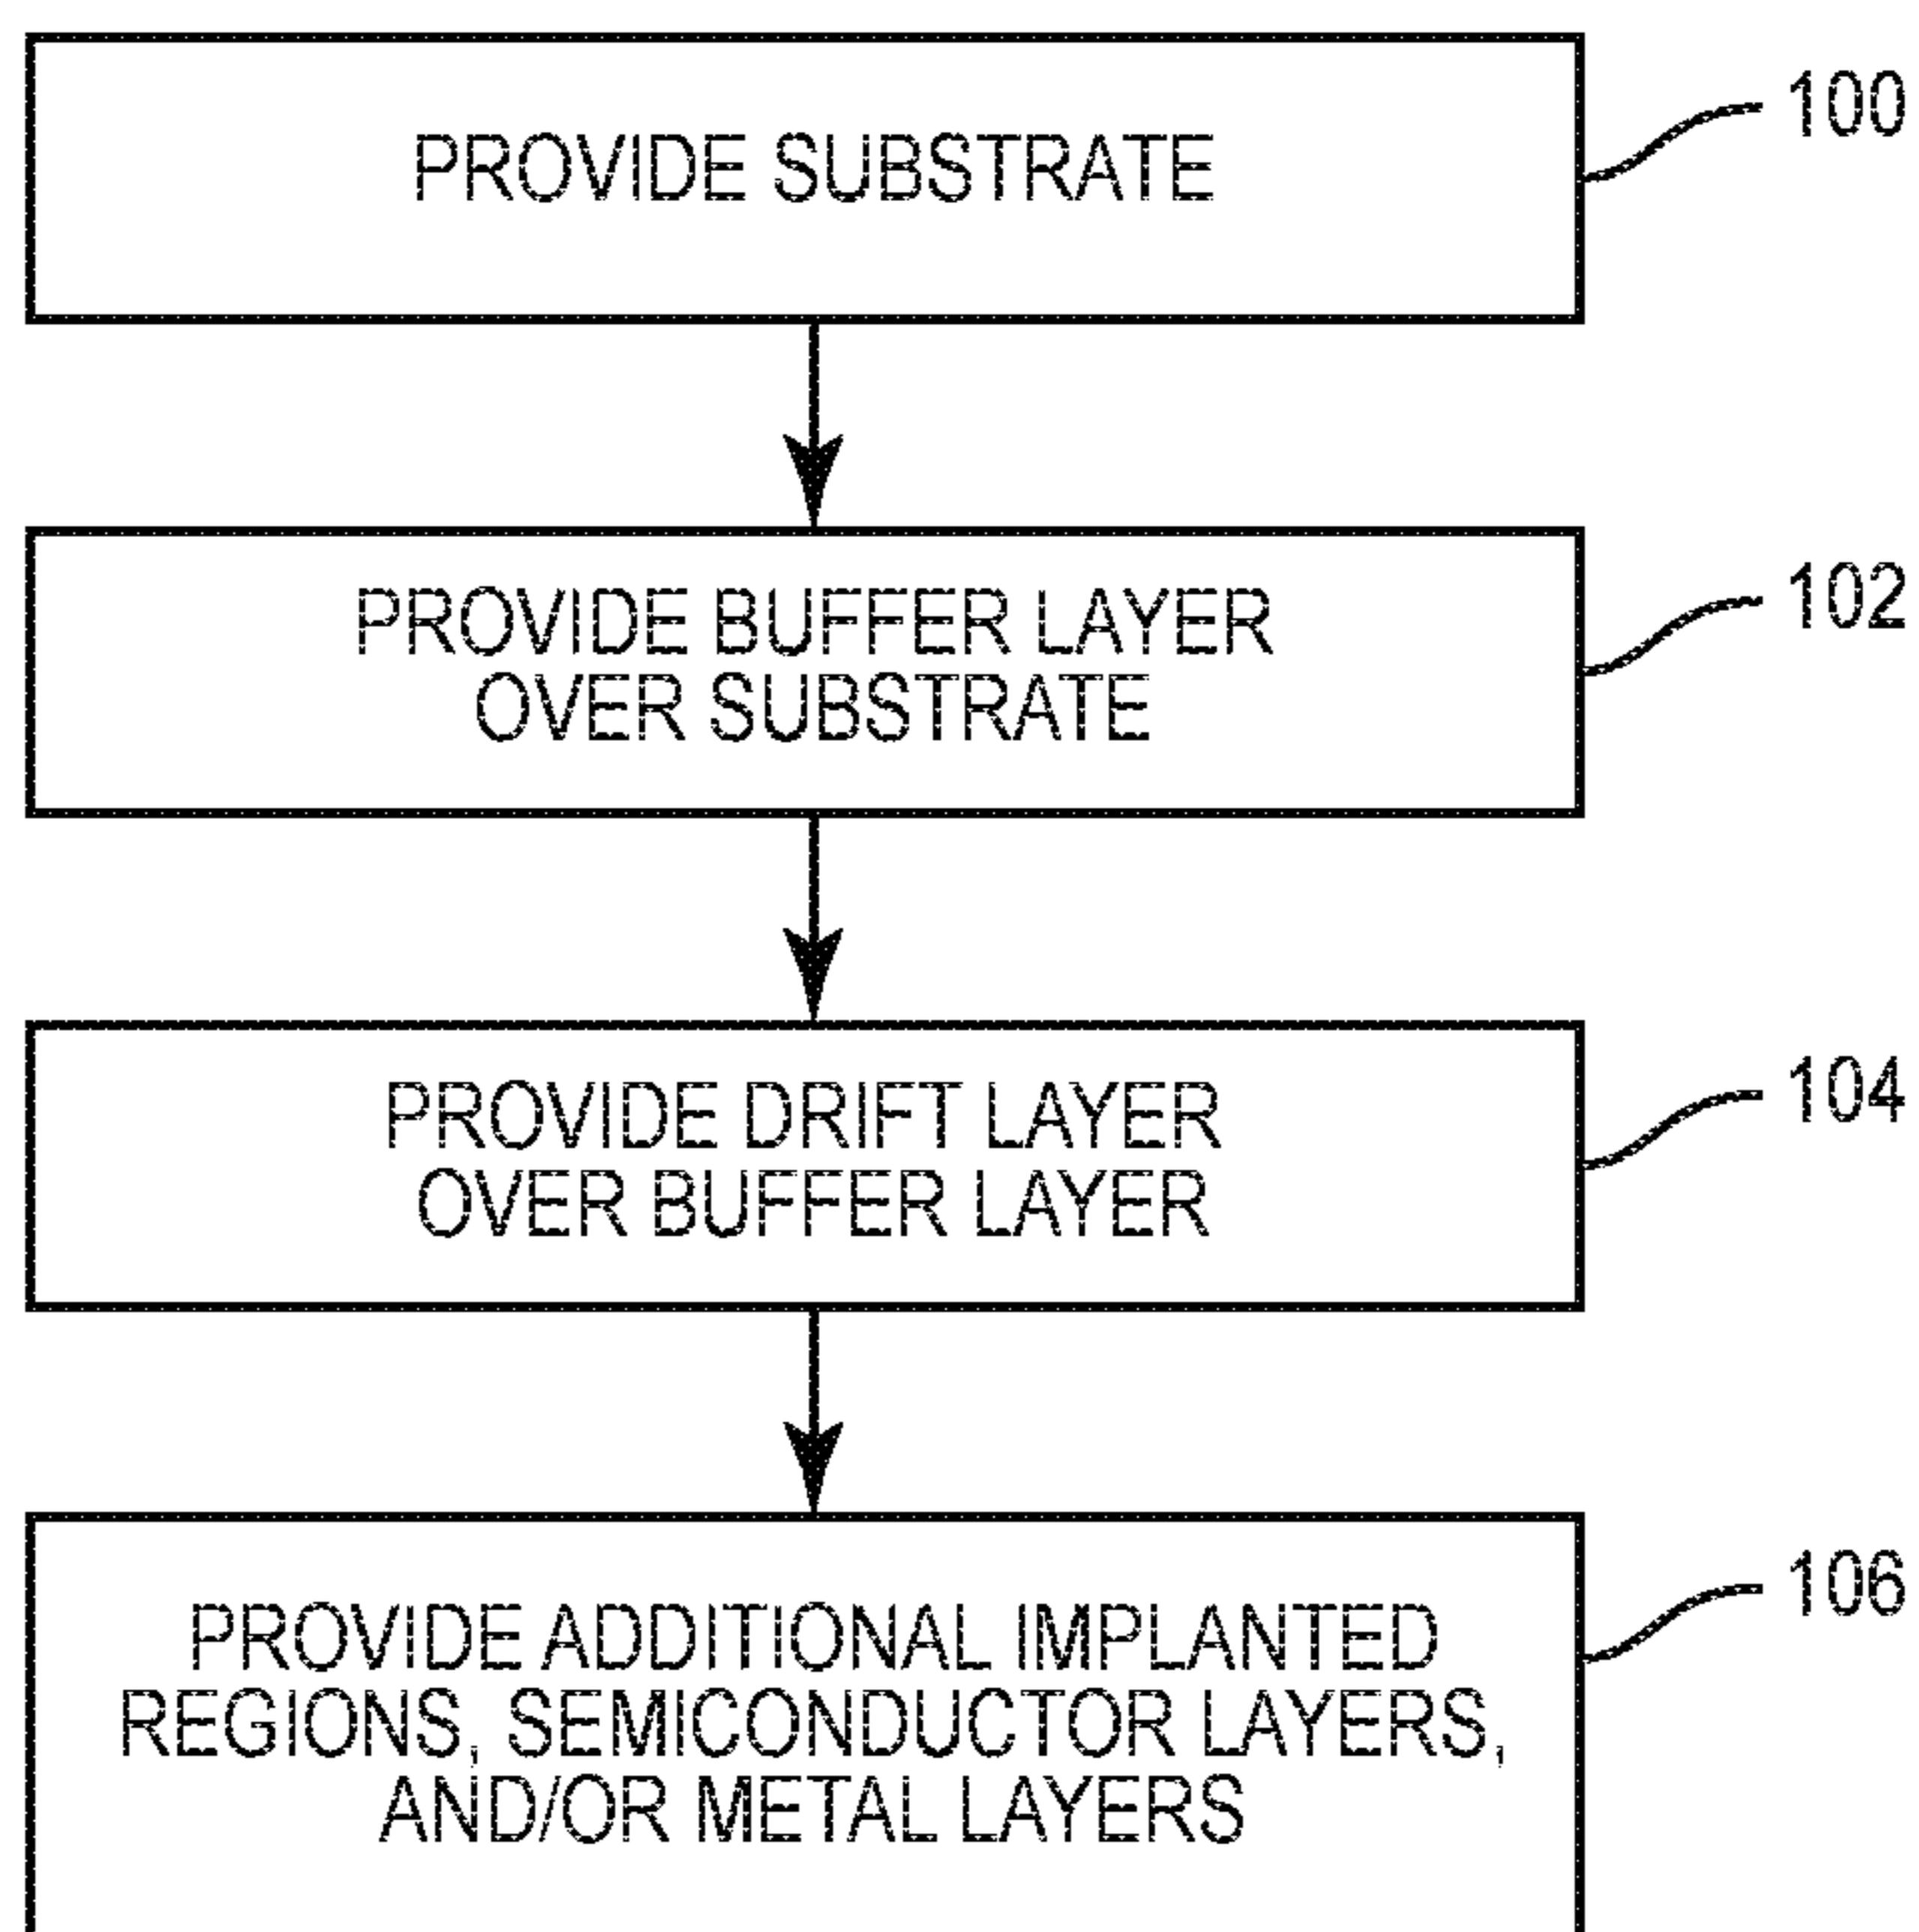 PROVIDE SUBSTRATE
100
PROVIDE BUFFER LAYER
OVER SUBSTRATE
102
PROVIDE DRIFT LAYER
OVER BUFFER LAYER
104
PROVIDE ADDITIONAL IMPLANTED
REGIONS, SEMICONDUCTOR LAYERS,
AND/OR METAL LAYERS
106